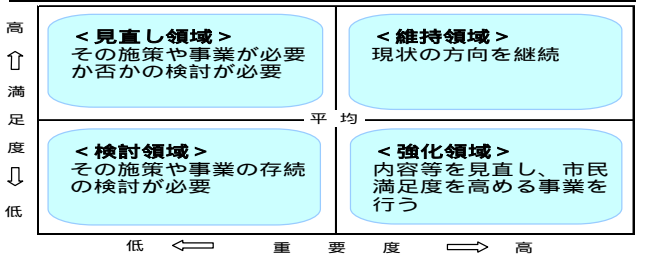 高
⇧
満
足
度
⇩
低
<見直し領域>
その施策や事業が必要
か否かの検討が必要
<維持領域>
現状の方向を継続
平 均
<検討領域>
その施策や事業の存続
の検討が必要
<強化領域>
内容等を見直し、市民
満足度を高める事業を
行う
低 ⇦ 重 要 度 ⇨ 高